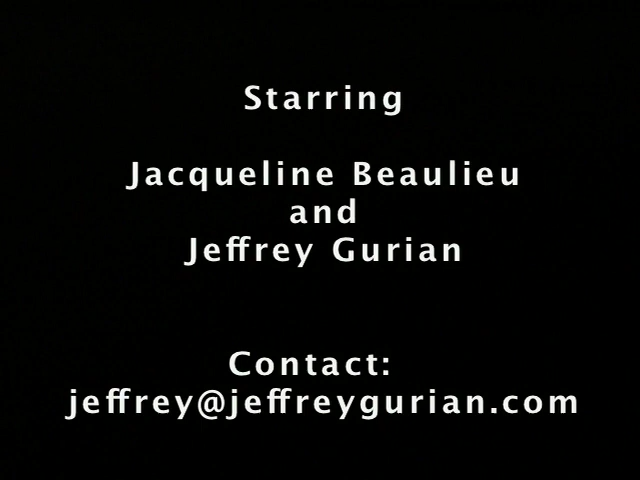 Starring
Jacqueline Beaulieu
and
Jeffrey Gurian
Contact:
jeffrey@jeffreygurian.com